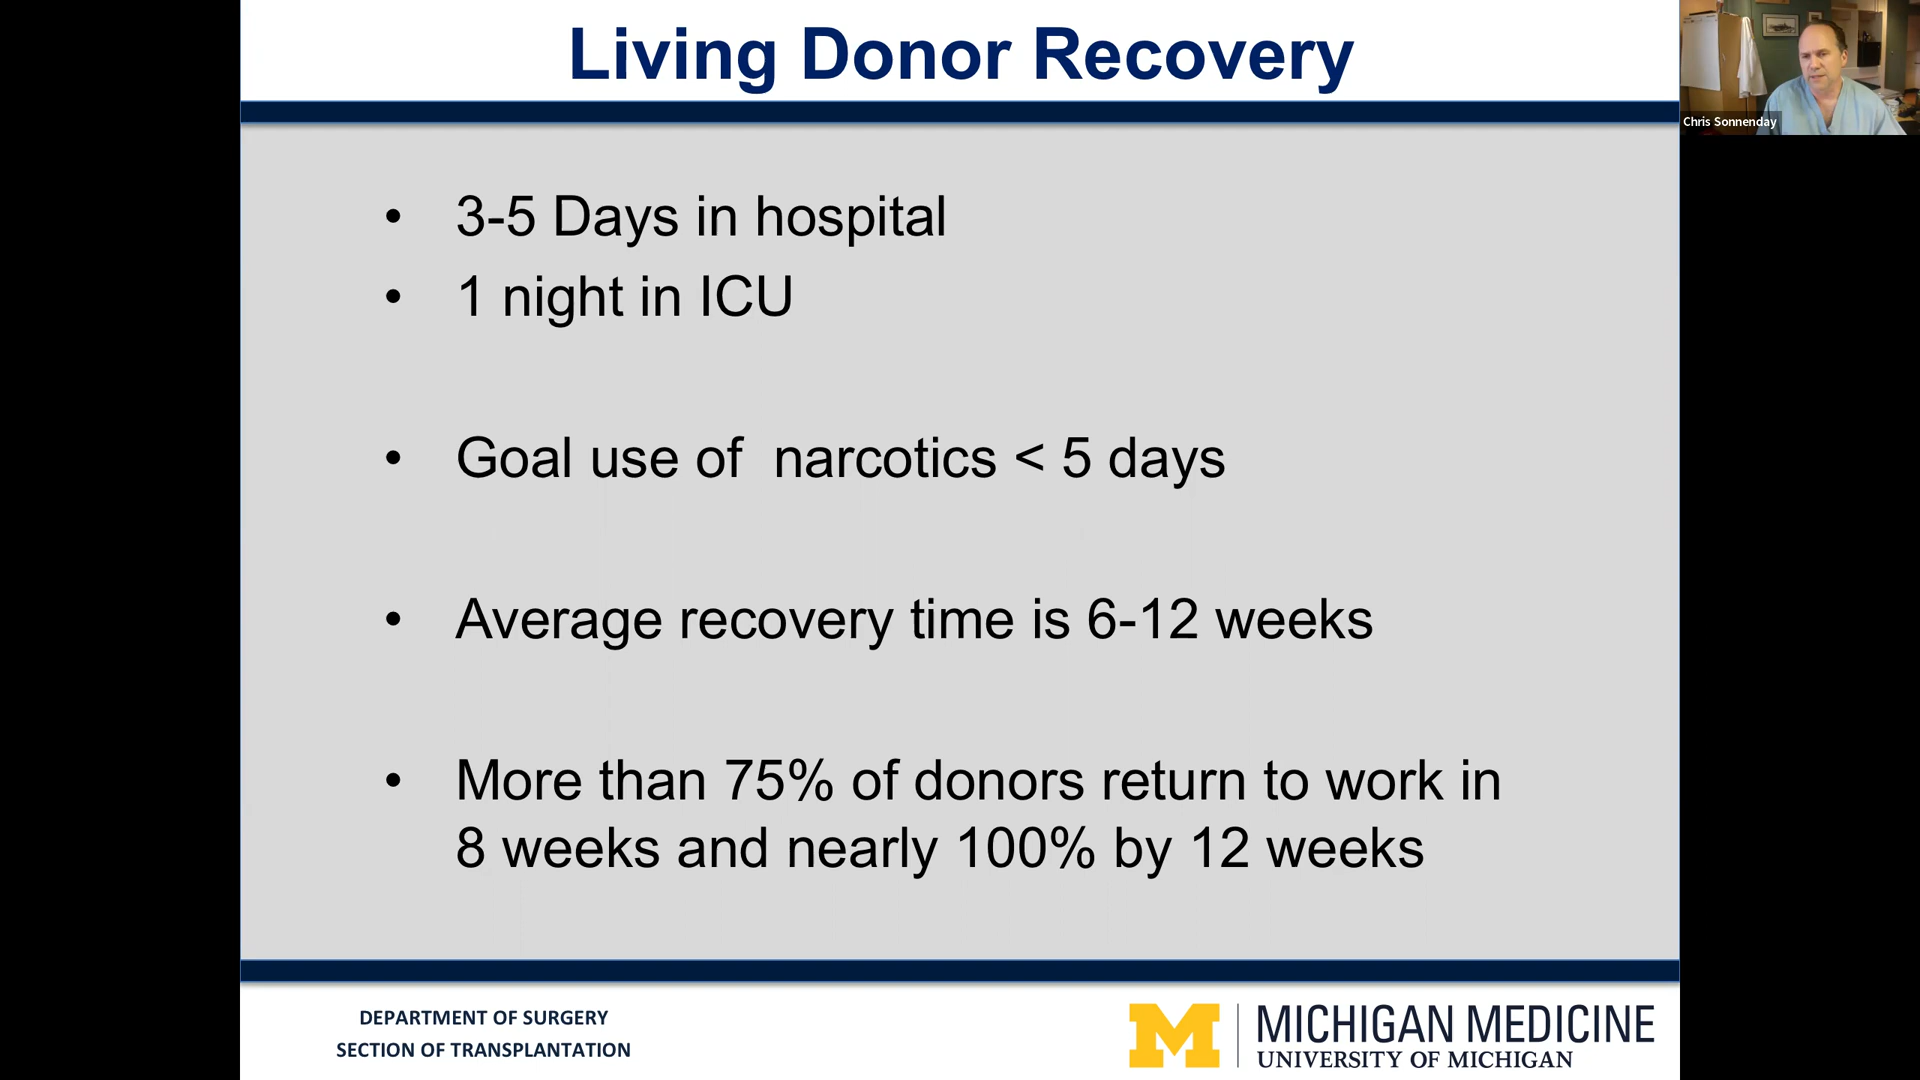 Living Donor Recovery
Chris Sonnenday
• 3-5 Days in hospital
• 1 night in ICU
• Goal use of  narcotics < 5 days
• Average recovery time is 6-12 weeks
• More than 75% of donors return to work in
8 weeks and nearly 100% by 12 weeks
DEPARTMENT OF SURGERY
SECTION OF TRANSPLANTATION
M
MICHIGAN MEDICINE
UNIVERSITY OF MICHIGAN